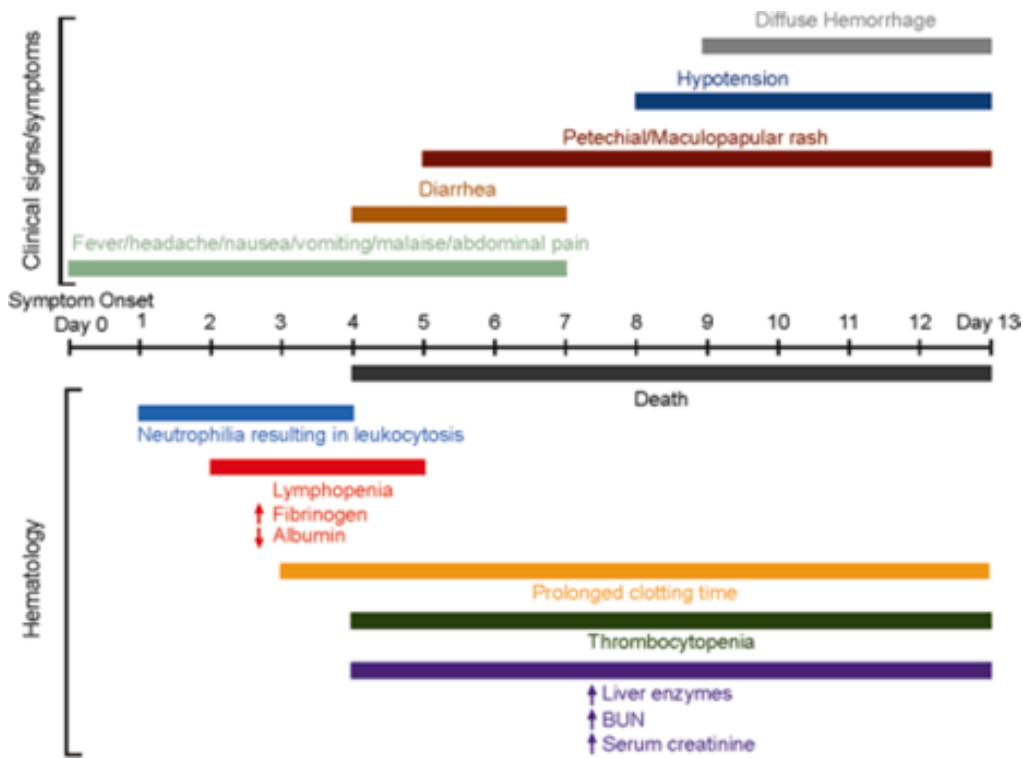 Diffuse Hemorrhage
Hypotension
Petechial/Maculopapular rash
Diarrhea
Fever/headache/nausea/vomiting/malaise/abdominal pain
Clinical signs/symptoms
Symptom Onset
Day 0 1 2 3 4 5 6 7 8 9 10 11 12 Day 13
Death
Neutrophilia resulting in leukocytosis
Lymphopenia
↑ Fibrinogen
↓ Albumin
Prolonged clotting time
Thrombocytopenia
↑ Liver enzymes
↑ BUN
↑ Serum creatinine
Hematology